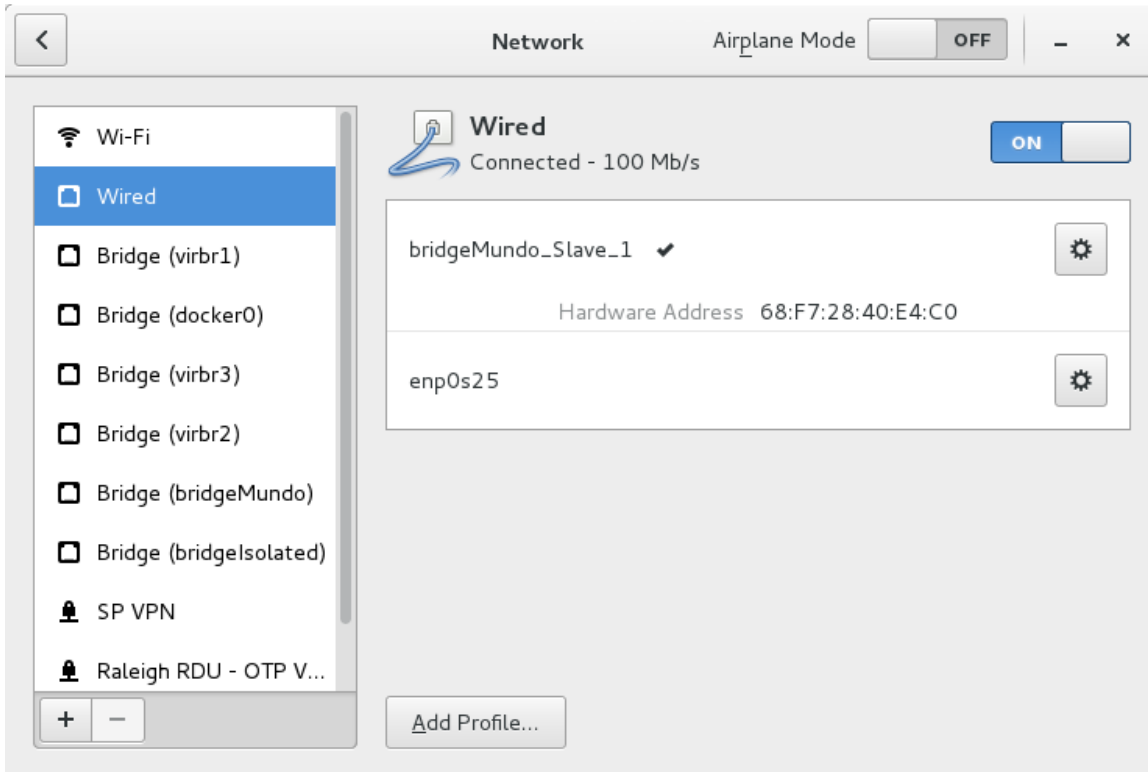 Network
Airplane Mode
OFF
Wi-Fi
Wired
Bridge (virbr1)
Bridge (docker0)
Bridge (virbr3)
Bridge (virbr2)
Bridge (bridgeMundo)
Bridge (bridgeIsolated)
SP VPN
Raleigh RDU - OTP V...
Wired
Connected - 100 Mb/s
ON
bridgeMundo_Slave_1
Hardware Address 68:F7:28:40:E4:C0
enp0s25
Add Profile...